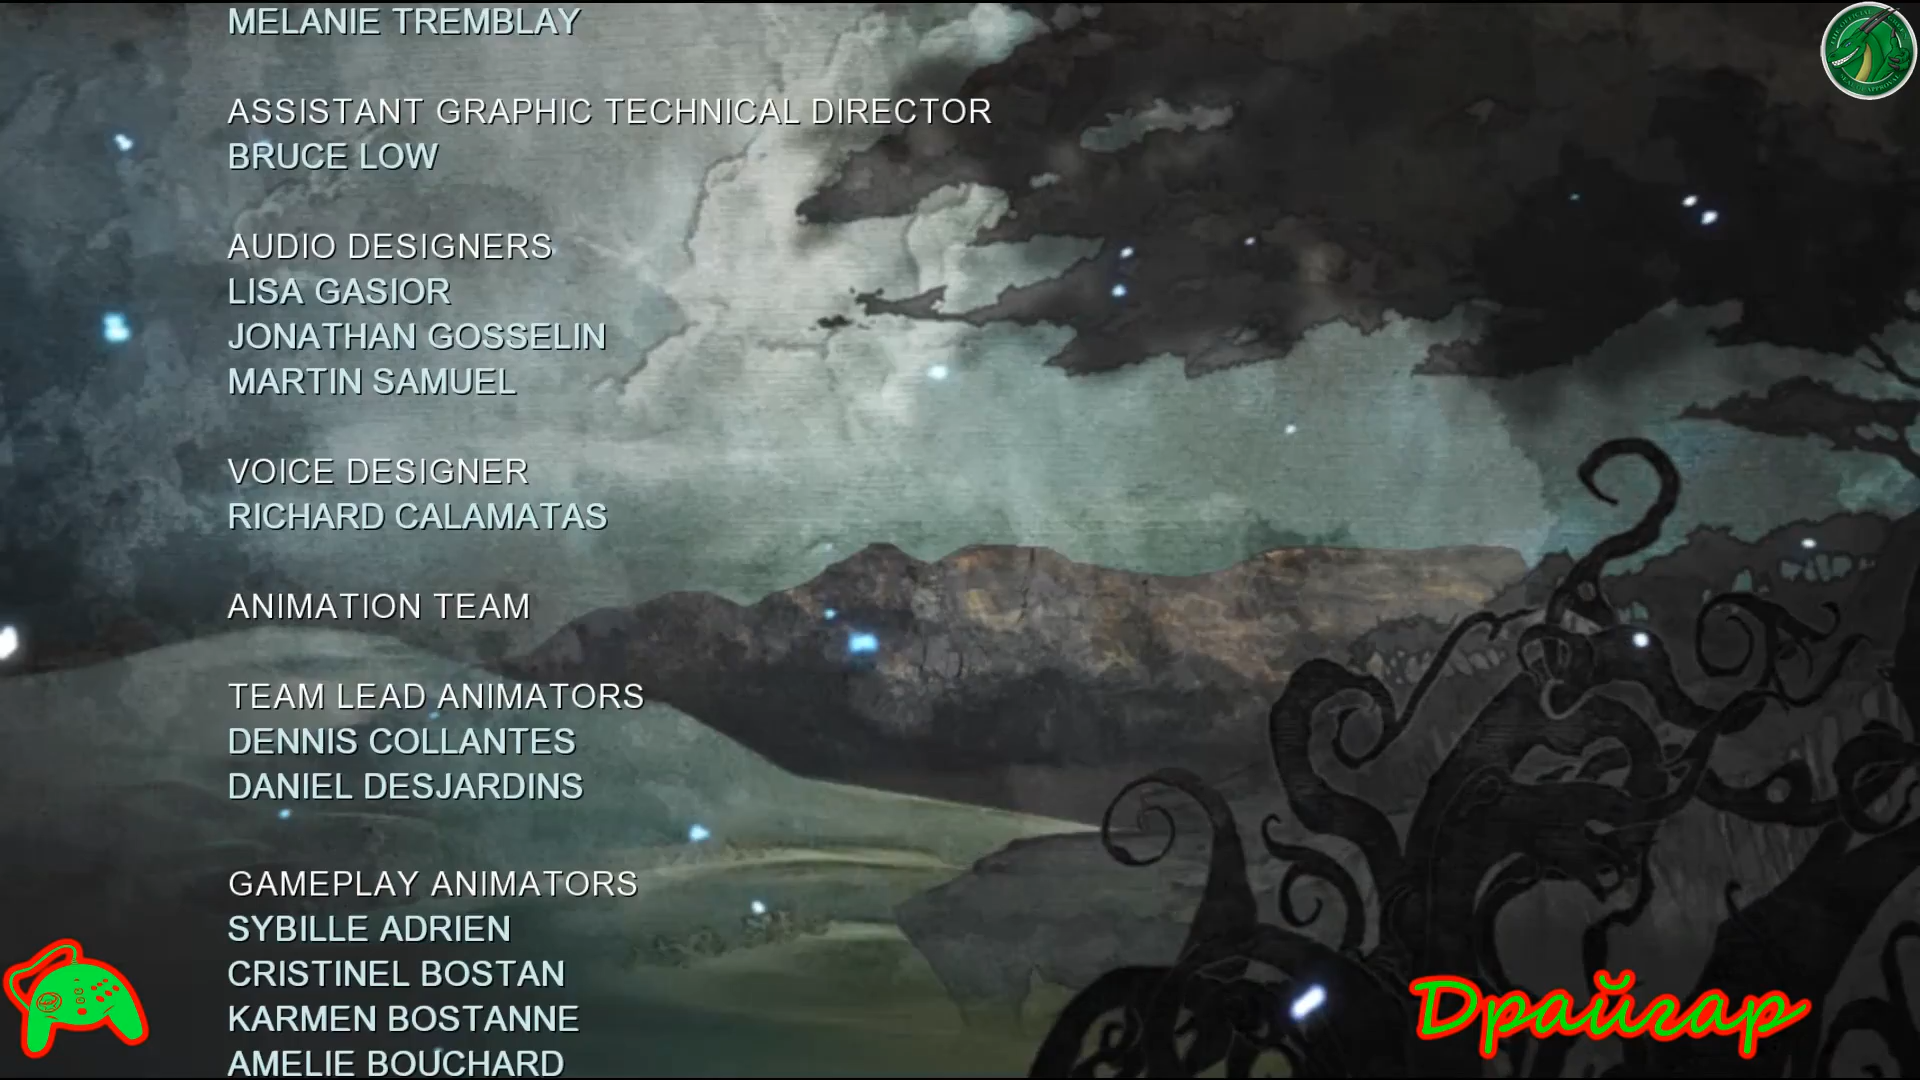 MELANIE TREMBLAY
ASSISTANT GRAPHIC TECHNICAL DIRECTOR
BRUCE LOW
AUDIO DESIGNERS
LISA GASIOR
JONATHAN GOSSELIN
MARTIN SAMUEL
VOICE DESIGNER
RICHARD CALAMATAS
ANIMATION TEAM
TEAM LEAD ANIMATORS
DENNIS COLLANTES
DANIEL DESJARDINS
GAMEPLAY ANIMATORS
SYBILLE ADRIEN
CRISTINEL BOSTAN
KARMEN BOSTANNE
AMELIE BOUCHARD
Драйгар